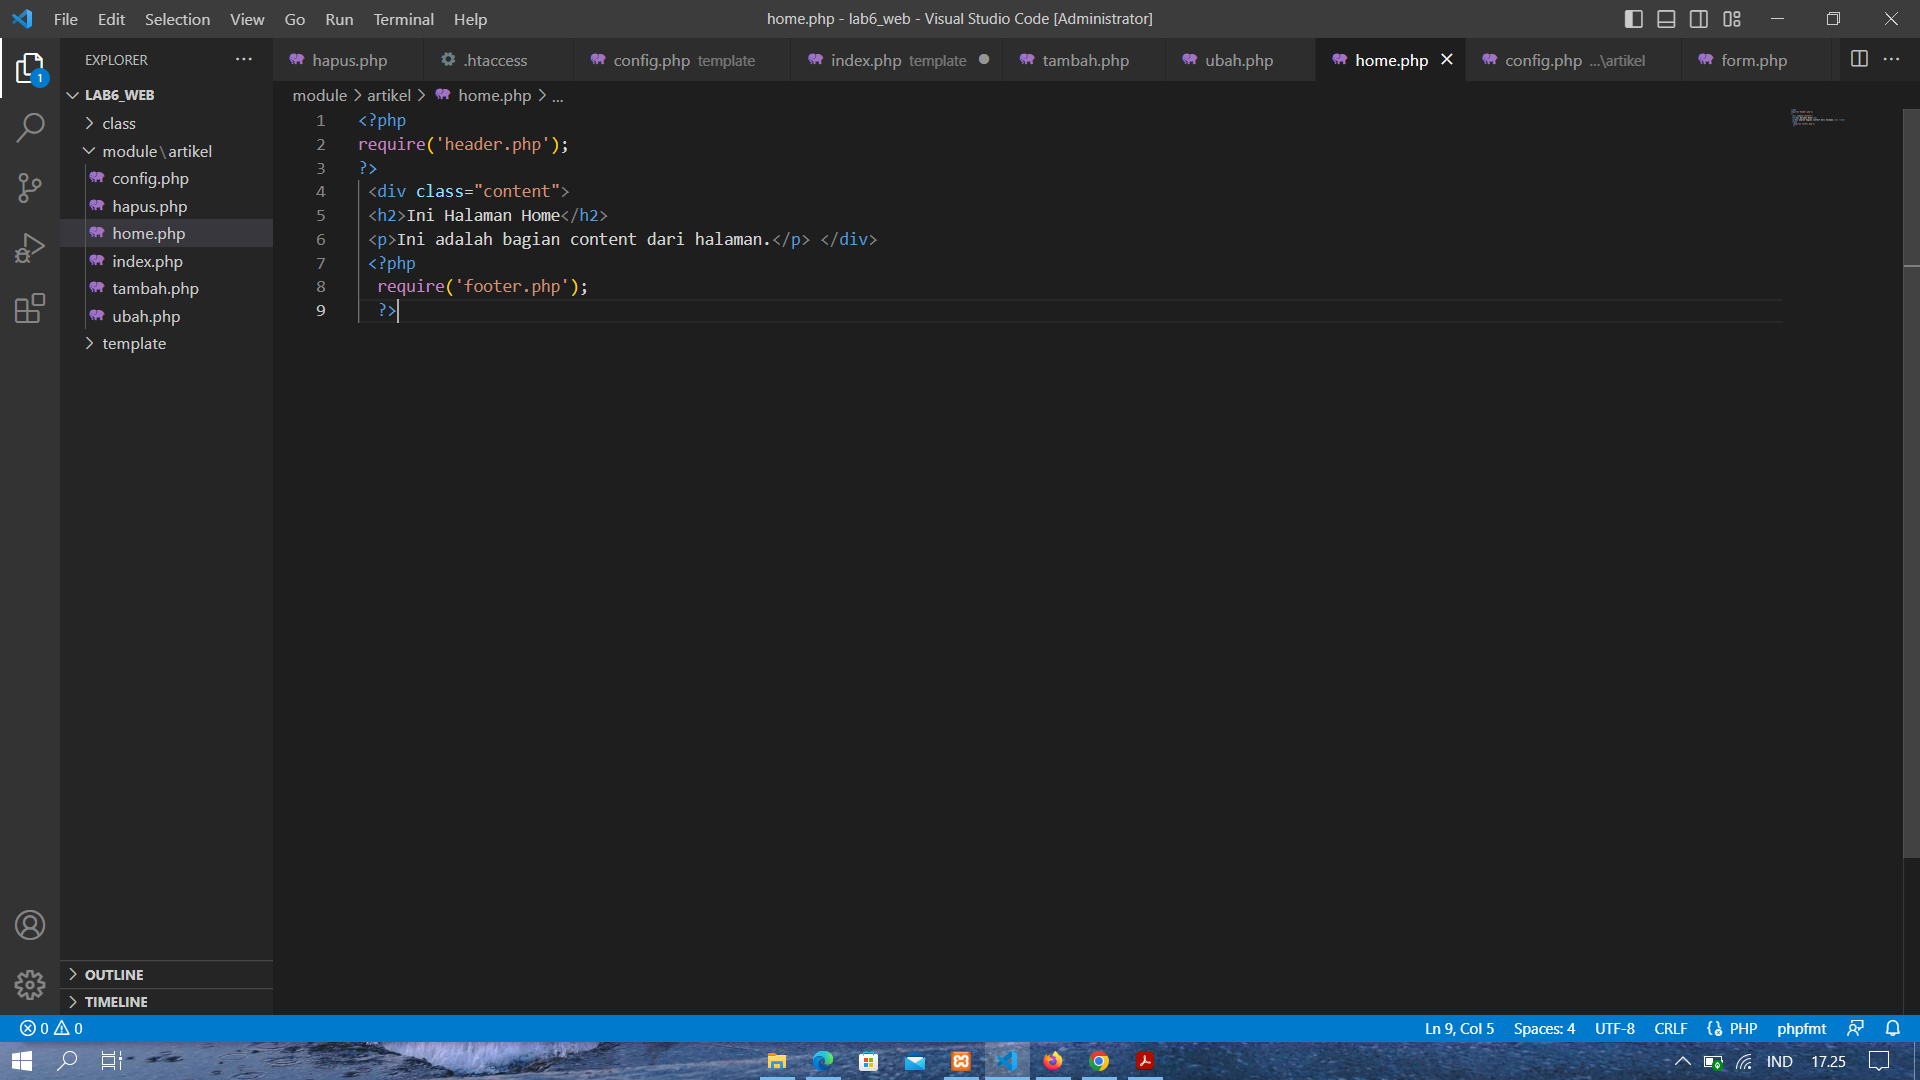 File Edit Selection View Go Run Terminal Help
home.php - lab6_web - Visual Studio Code [Administrator]
EXPLORER
hapus.php
.htaccess
config.php template
index.php template
tambah.php
ubah.php
home.php
config.php ...\artikel
form.php
1
LAB6_WEB
class
module\artikel
config.php
hapus.php
home.php
index.php
tambah.php
ubah.php
template
OUTLINE
TIMELINE
module > artikel > home.php > ...
1 <?php
2 require('header.php');
3 ?>
4 <div class="content">
5 <h2>Ini Halaman Home</h2>
6 <p>Ini adalah bagian content dari halaman.</p> </div>
7 <?php
8 require('footer.php');
9 ?>
0 0
Ln 9, Col 5 Spaces: 4 UTF-8 CRLF PHP phpfmt
IND 17.25